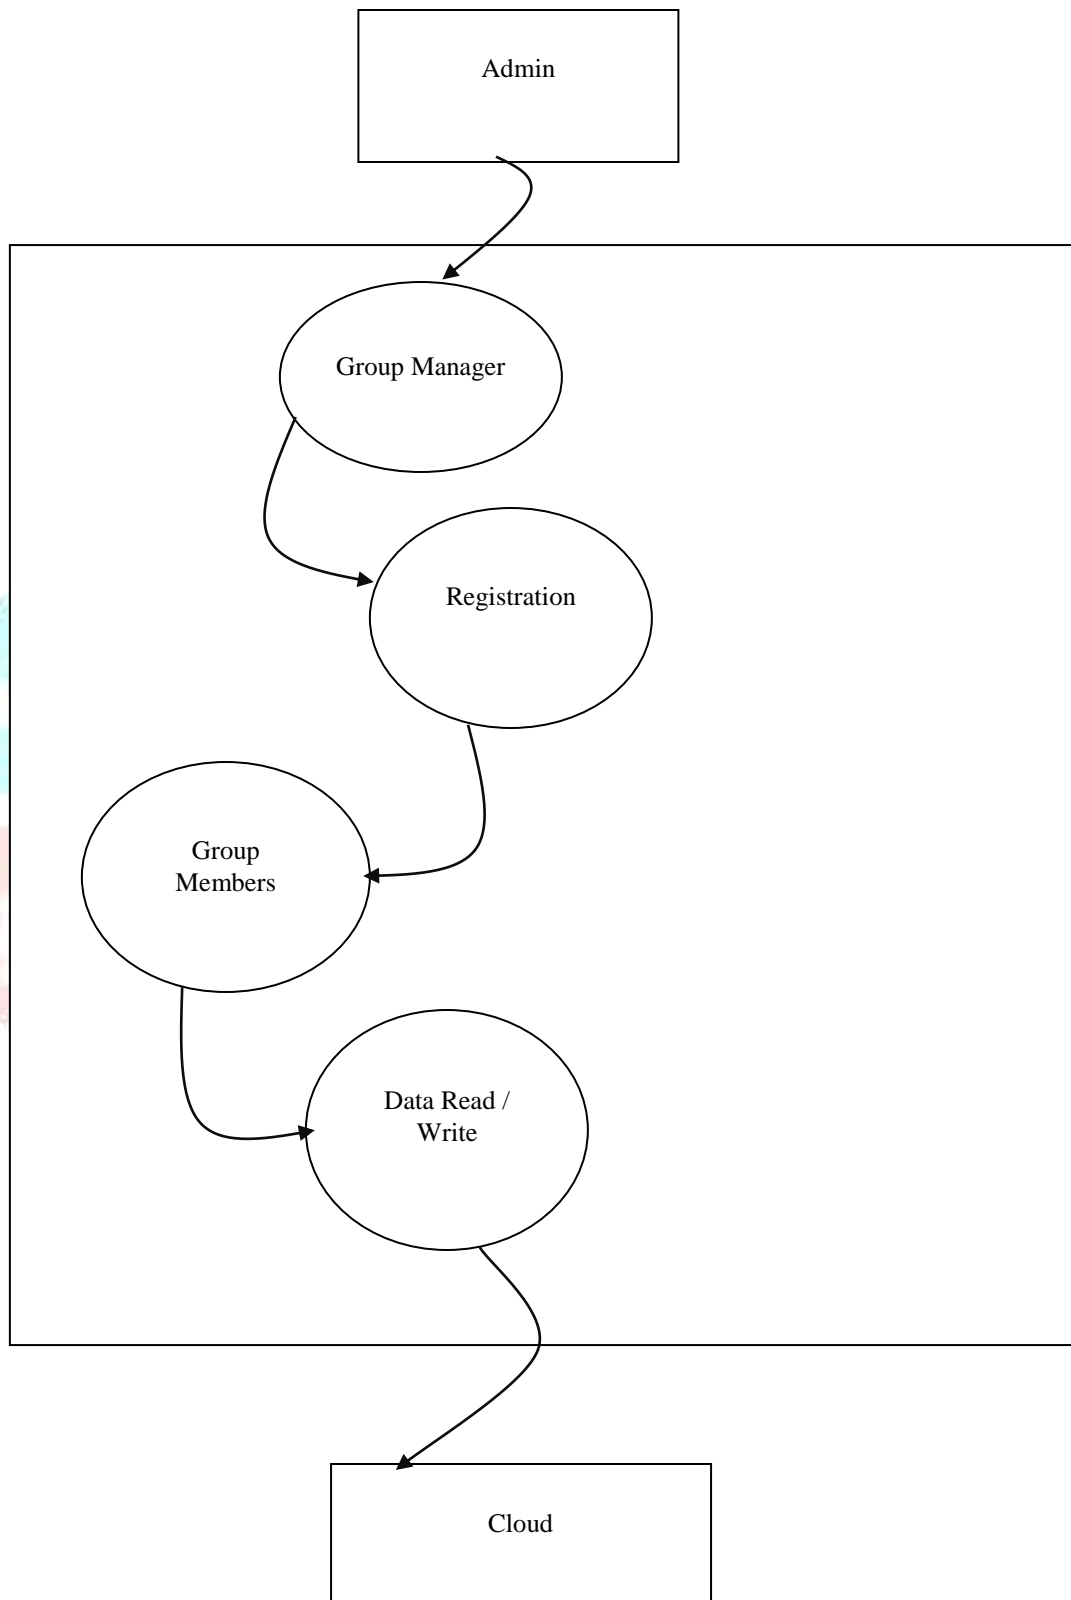 Admin
Group Manager
Registration
Group
Members
Data Read /
Write
Cloud